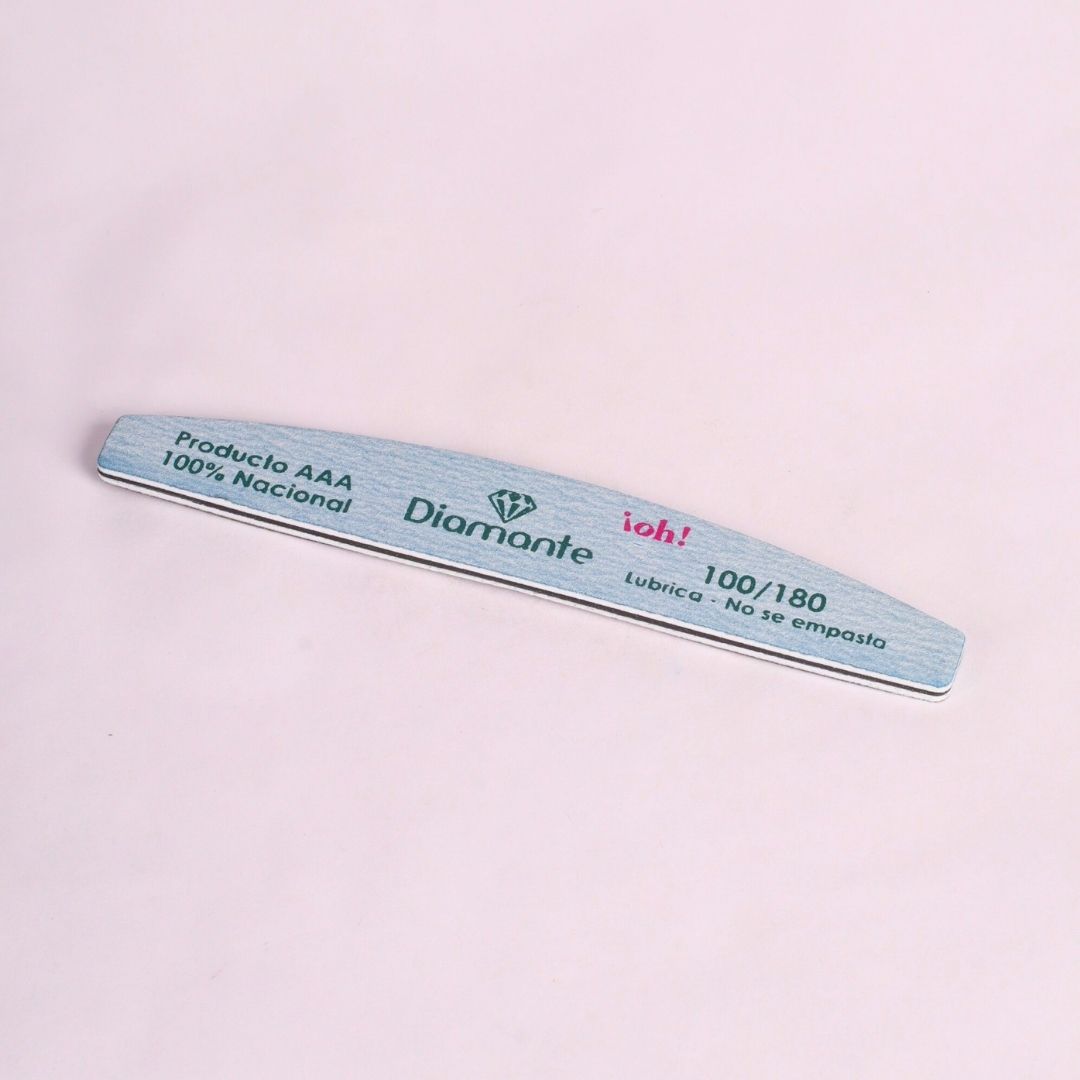 Producto AAA
100% Nacional
Diamante
¡oh!
100/180
Lubrica · No se empasta